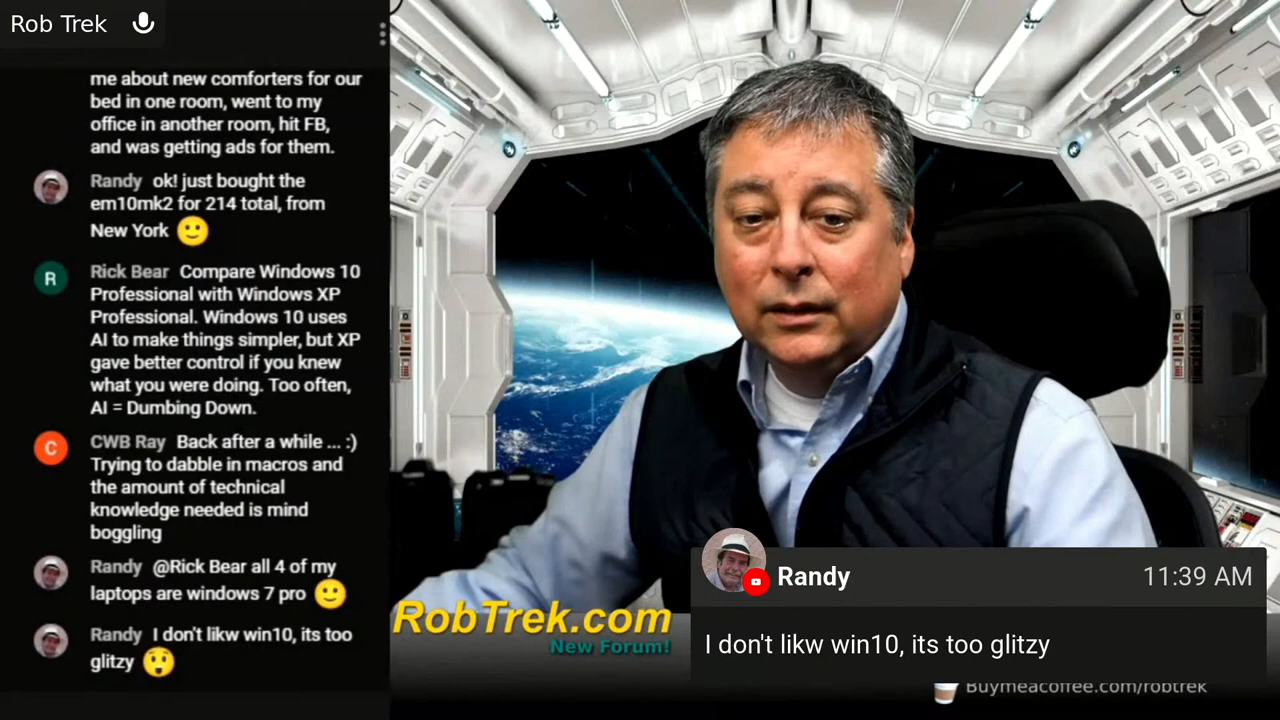 Rob Trek
me about new comforters for our
bed in one room, went to my
office in another room, hit FB,
and was getting ads for them.
Randy ok! just bought the
em10mk2 for 214 total, from
New York 🙂
R
Rick Bear Compare Windows 10
Professional with Windows XP
Professional. Windows 10 uses
AI to make things simpler, but XP
gave better control if you knew
what you were doing. Too often,
AI = Dumbing Down.
C
CWB Ray Back after a while ... :)
Trying to dabble in macros and
the amount of technical
knowledge needed is mind
boggling
Randy @Rick Bear all 4 of my
laptops are windows 7 pro 🙂
Randy I don't likw win10, its too
glitzy 😲
RobTrek.com
New Forum!
Randy
11:39 AM
I don't likw win10, its too glitzy
Buymeacoffee.com/robtrek